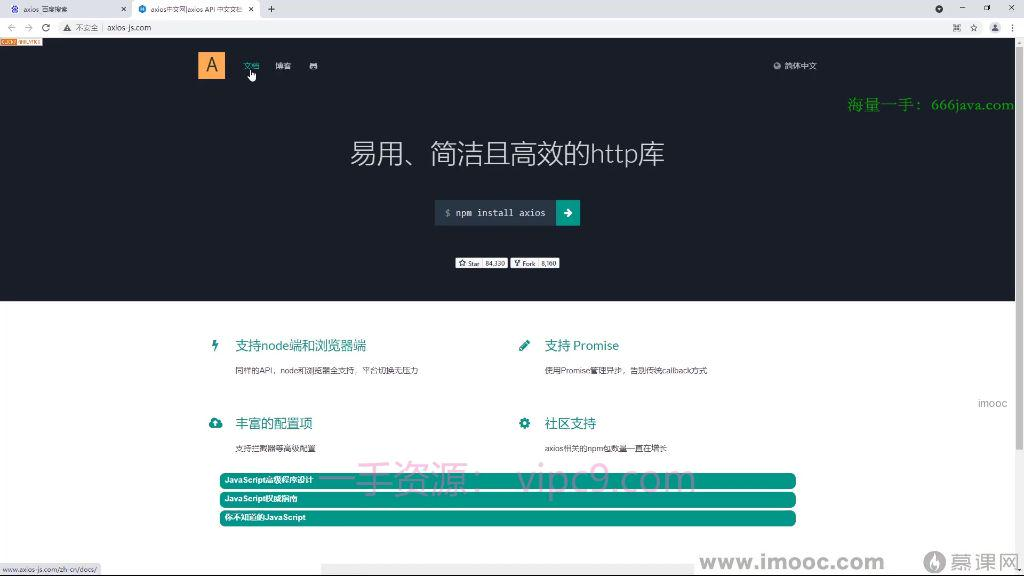 axios_百度搜索
axios中文网|axios API 中文文档
不安全 axios-js.com
A 文档 博客 简体中文
海量一手：666java.com
易用、简洁且高效的http库
$ npm install axios
Star 84,330 Fork 8,160
支持node端和浏览器端
同样的API，node和浏览器全支持，平台切换无压力
支持 Promise
使用Promise管理异步，告别传统callback方式
imooc
丰富的配置项
支持拦截器等高级配置
社区支持
axios相关的npm包数量一直在增长
一手资源： vipc9.com
JavaScript高级程序设计
JavaScript权威指南
你不知道的JavaScript
www.axios-js.com/zh-cn/docs/
www.imooc.com 慕课网